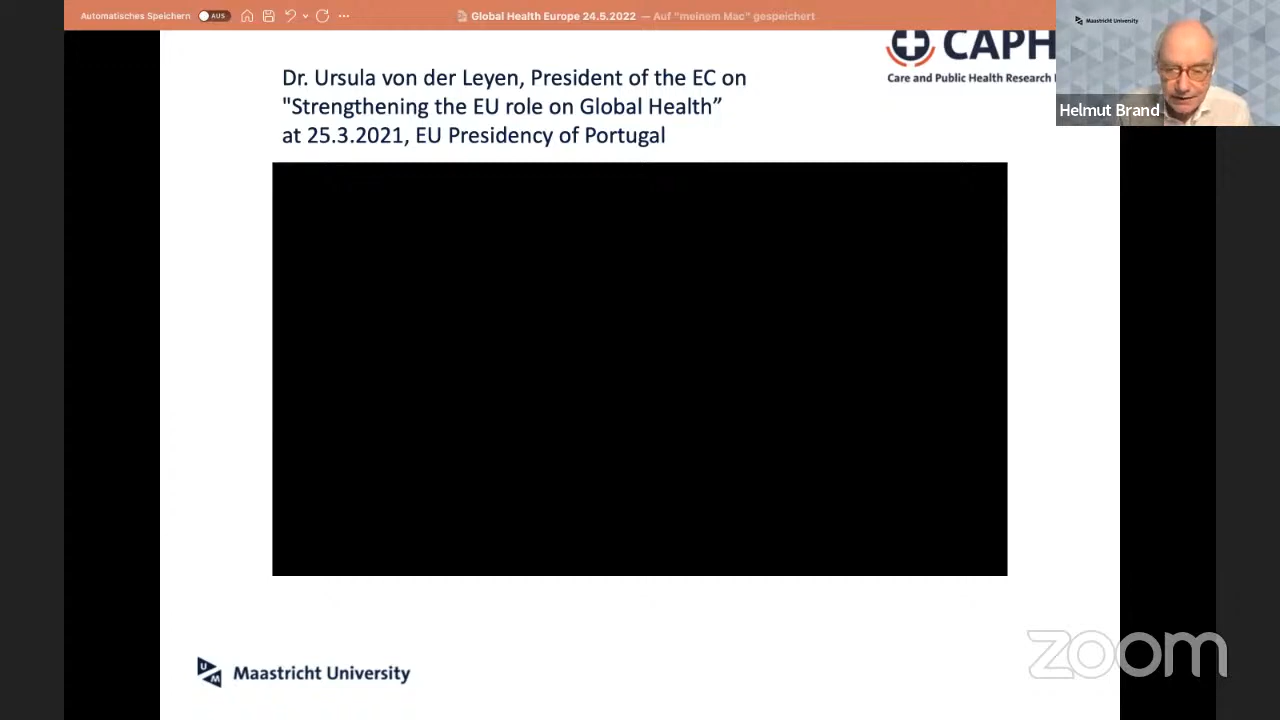 Automatisches Speichern AUS
Global Health Europe 24.5.2022 — Auf "meinem Mac" gespeichert
Maastricht University
Helmut Brand
CAPH
Care and Public Health Research
Dr. Ursula von der Leyen, President of the EC on
"Strengthening the EU role on Global Health”
at 25.3.2021, EU Presidency of Portugal
UM Maastricht University
zoom